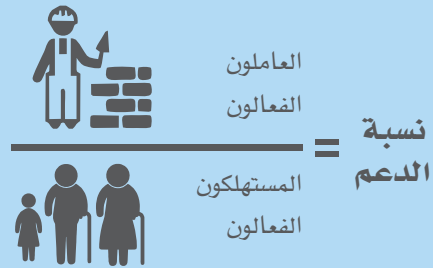 نسبة
الدعم
=
العاملون
الفعالون
المستهلكون
الفعالون